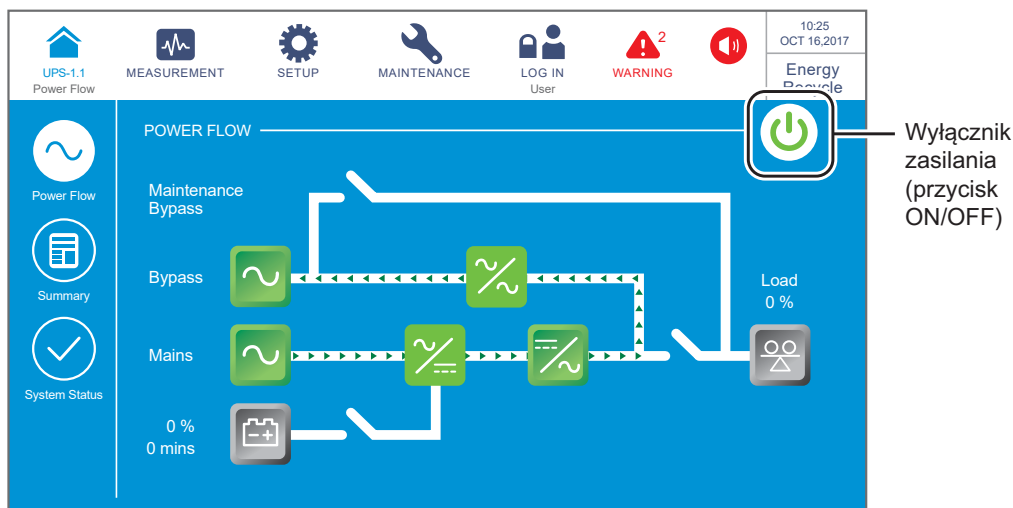 10:25
OCT 16,2017
UPS-1.1
Power Flow
MEASUREMENT
SETUP
MAINTENANCE
LOG IN
User
2
WARNING
Energy
Recycle
POWER FLOW
Wyłącznik
zasilania
(przycisk
ON/OFF)
Power Flow
Maintenance
Bypass
Bypass
Summary
Load
0 %
Mains
System Status
0 %
0 mins